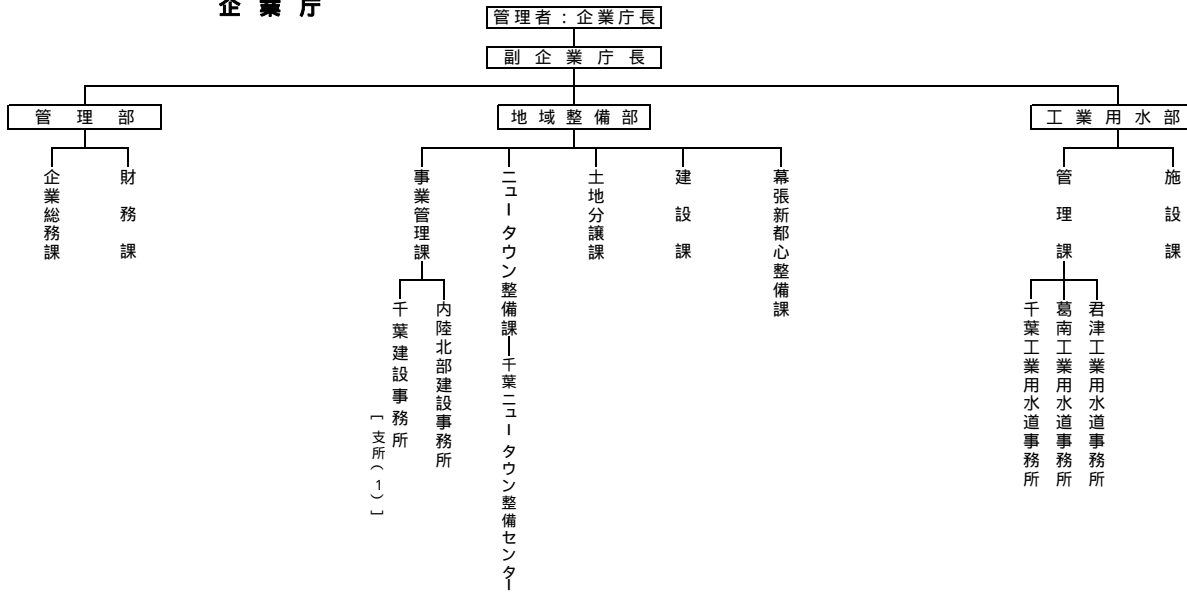 企業庁
管理者：企業庁長
副企業庁長
管理部
地域整備部
工業用水部
企業総務課
財務課
事業管理課
ニュータウン整備課
土地分譲課
建設課
幕張新都心整備課
管理課
施設課
千葉建設事務所
[支所(1)]
内陸北部建設事務所
千葉ニュータウン整備センター
千葉工業用水道事務所
葛南工業用水道事務所
君津工業用水道事務所